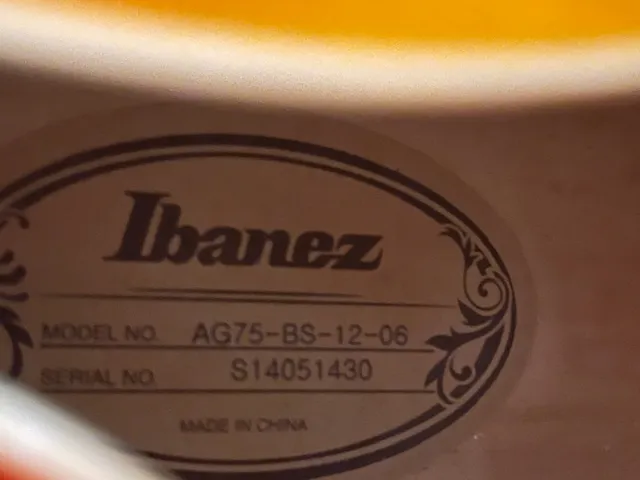 Ibanez
MODEL NO. AG75-BS-12-06
SERIAL NO. S14051430
MADE IN CHINA